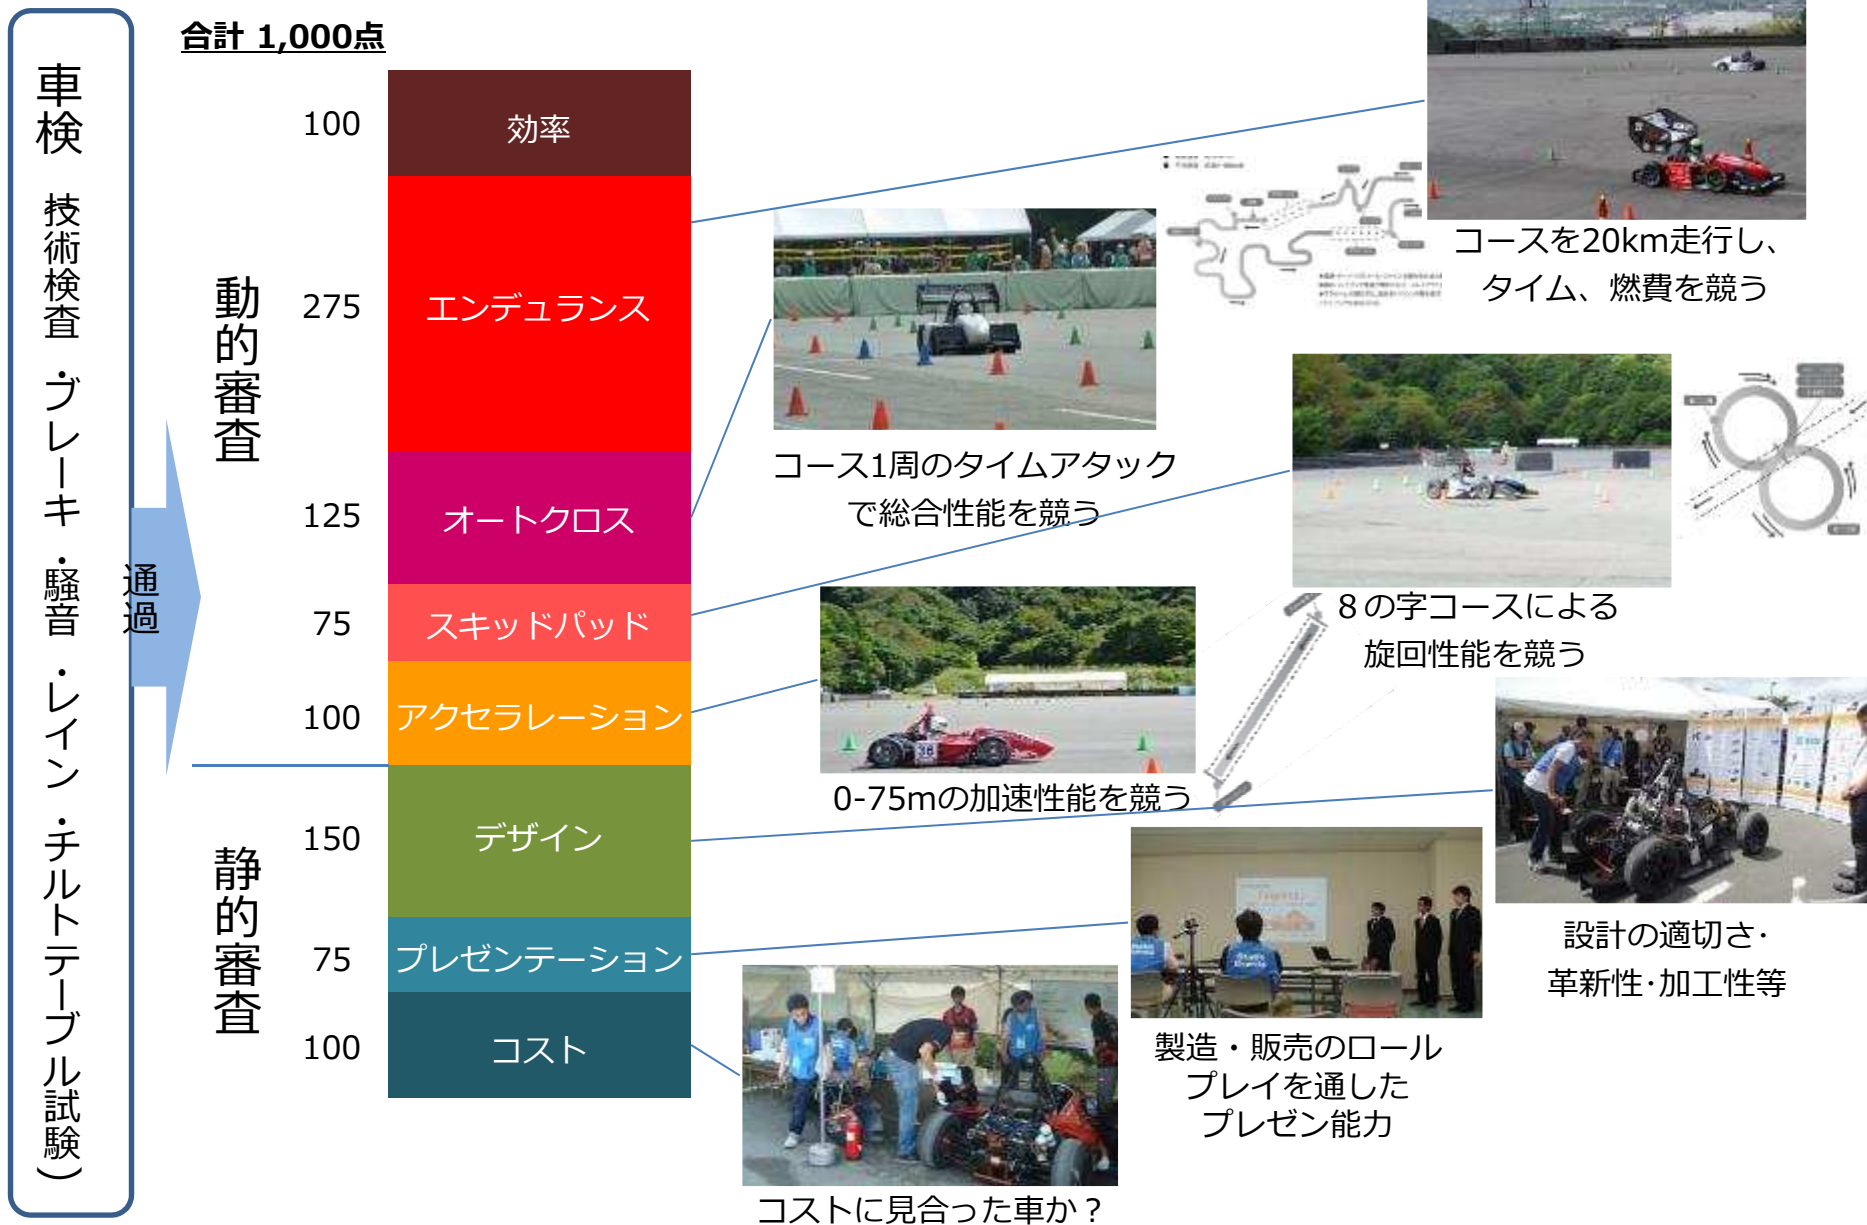 合計 1,000点
車検
技術検査・ブレーキ・騒音・レイン・チルトテーブル試験)
通過
動的審査
100
効率
275
エンデュランス
125
オートクロス
75
スキッドパッド
100
アクセラレーション
静的審査
150
デザイン
75
プレゼンテーション
100
コスト
コースを20km走行し、
タイム、燃費を競う
コース1周のタイムアタック
で総合性能を競う
８の字コースによる
旋回性能を競う
0-75mの加速性能を競う
設計の適切さ・
革新性・加工性等
製造・販売のロール
プレイを通した
プレゼン能力
コストに見合った車か？
38